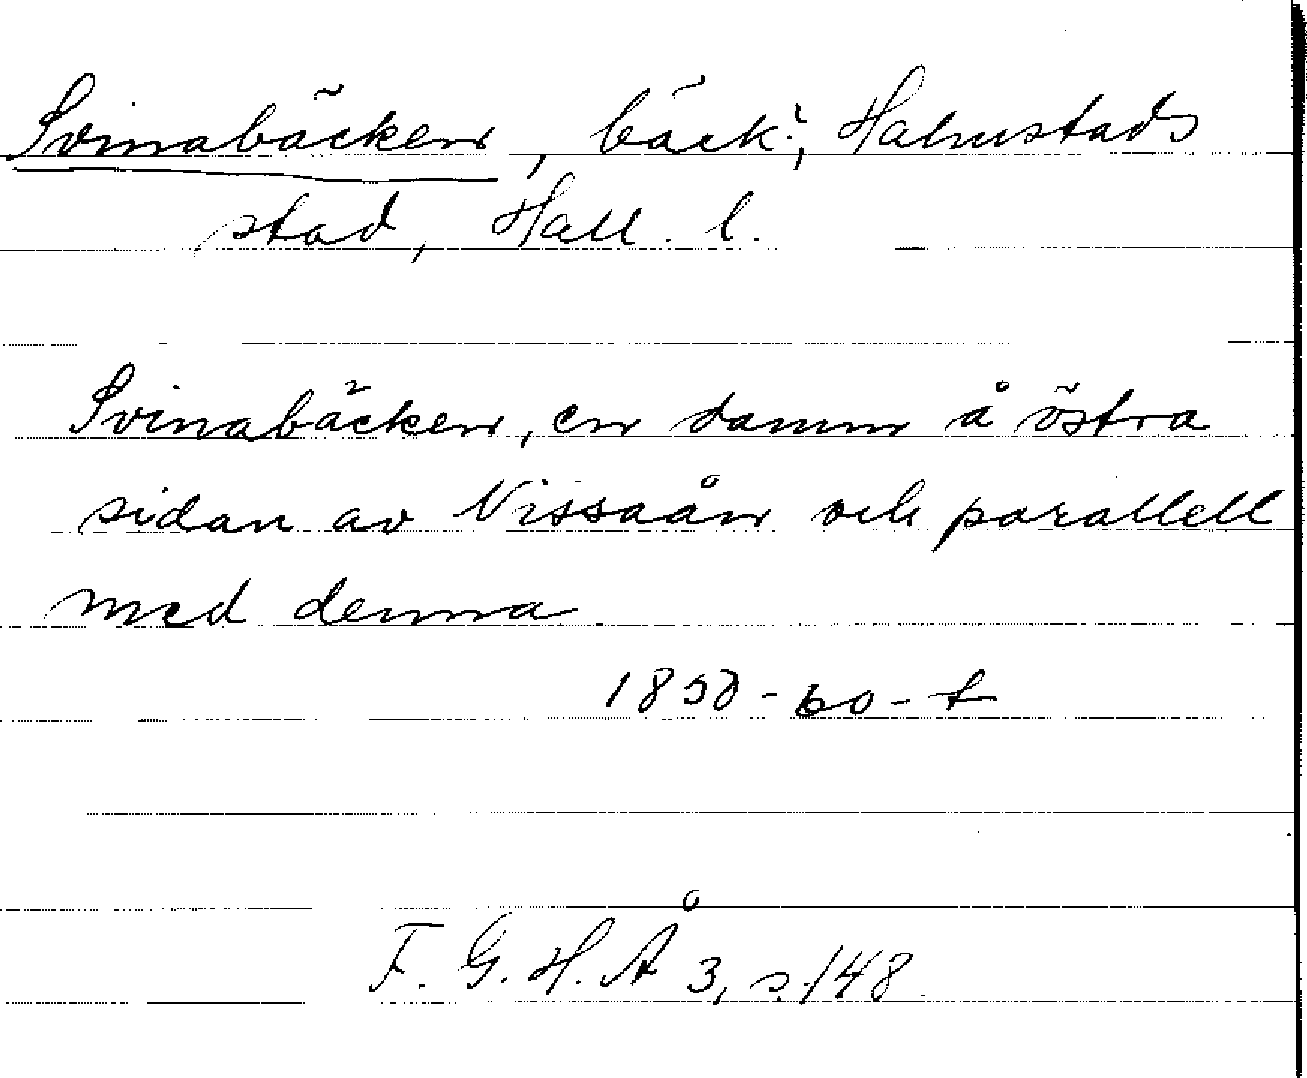 Svinabäcken, bäck?, Halmstads
stad, Hall. l.
Svinabäcken, en damm å östra
sidan av Nissaån och parallell
med denna
1850-60-t
F. G. H. Å 3, s. 148